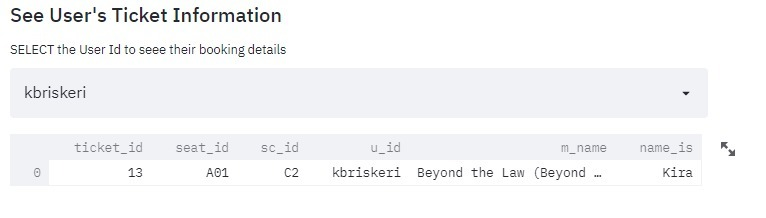 See User's Ticket Information
SELECT the User Id to seee their booking details
kbriskeri
ticket_id seat_id sc_id u_id m_name name_is
0 13 A01 C2 kbriskeri Beyond the Law (Beyond … Kira